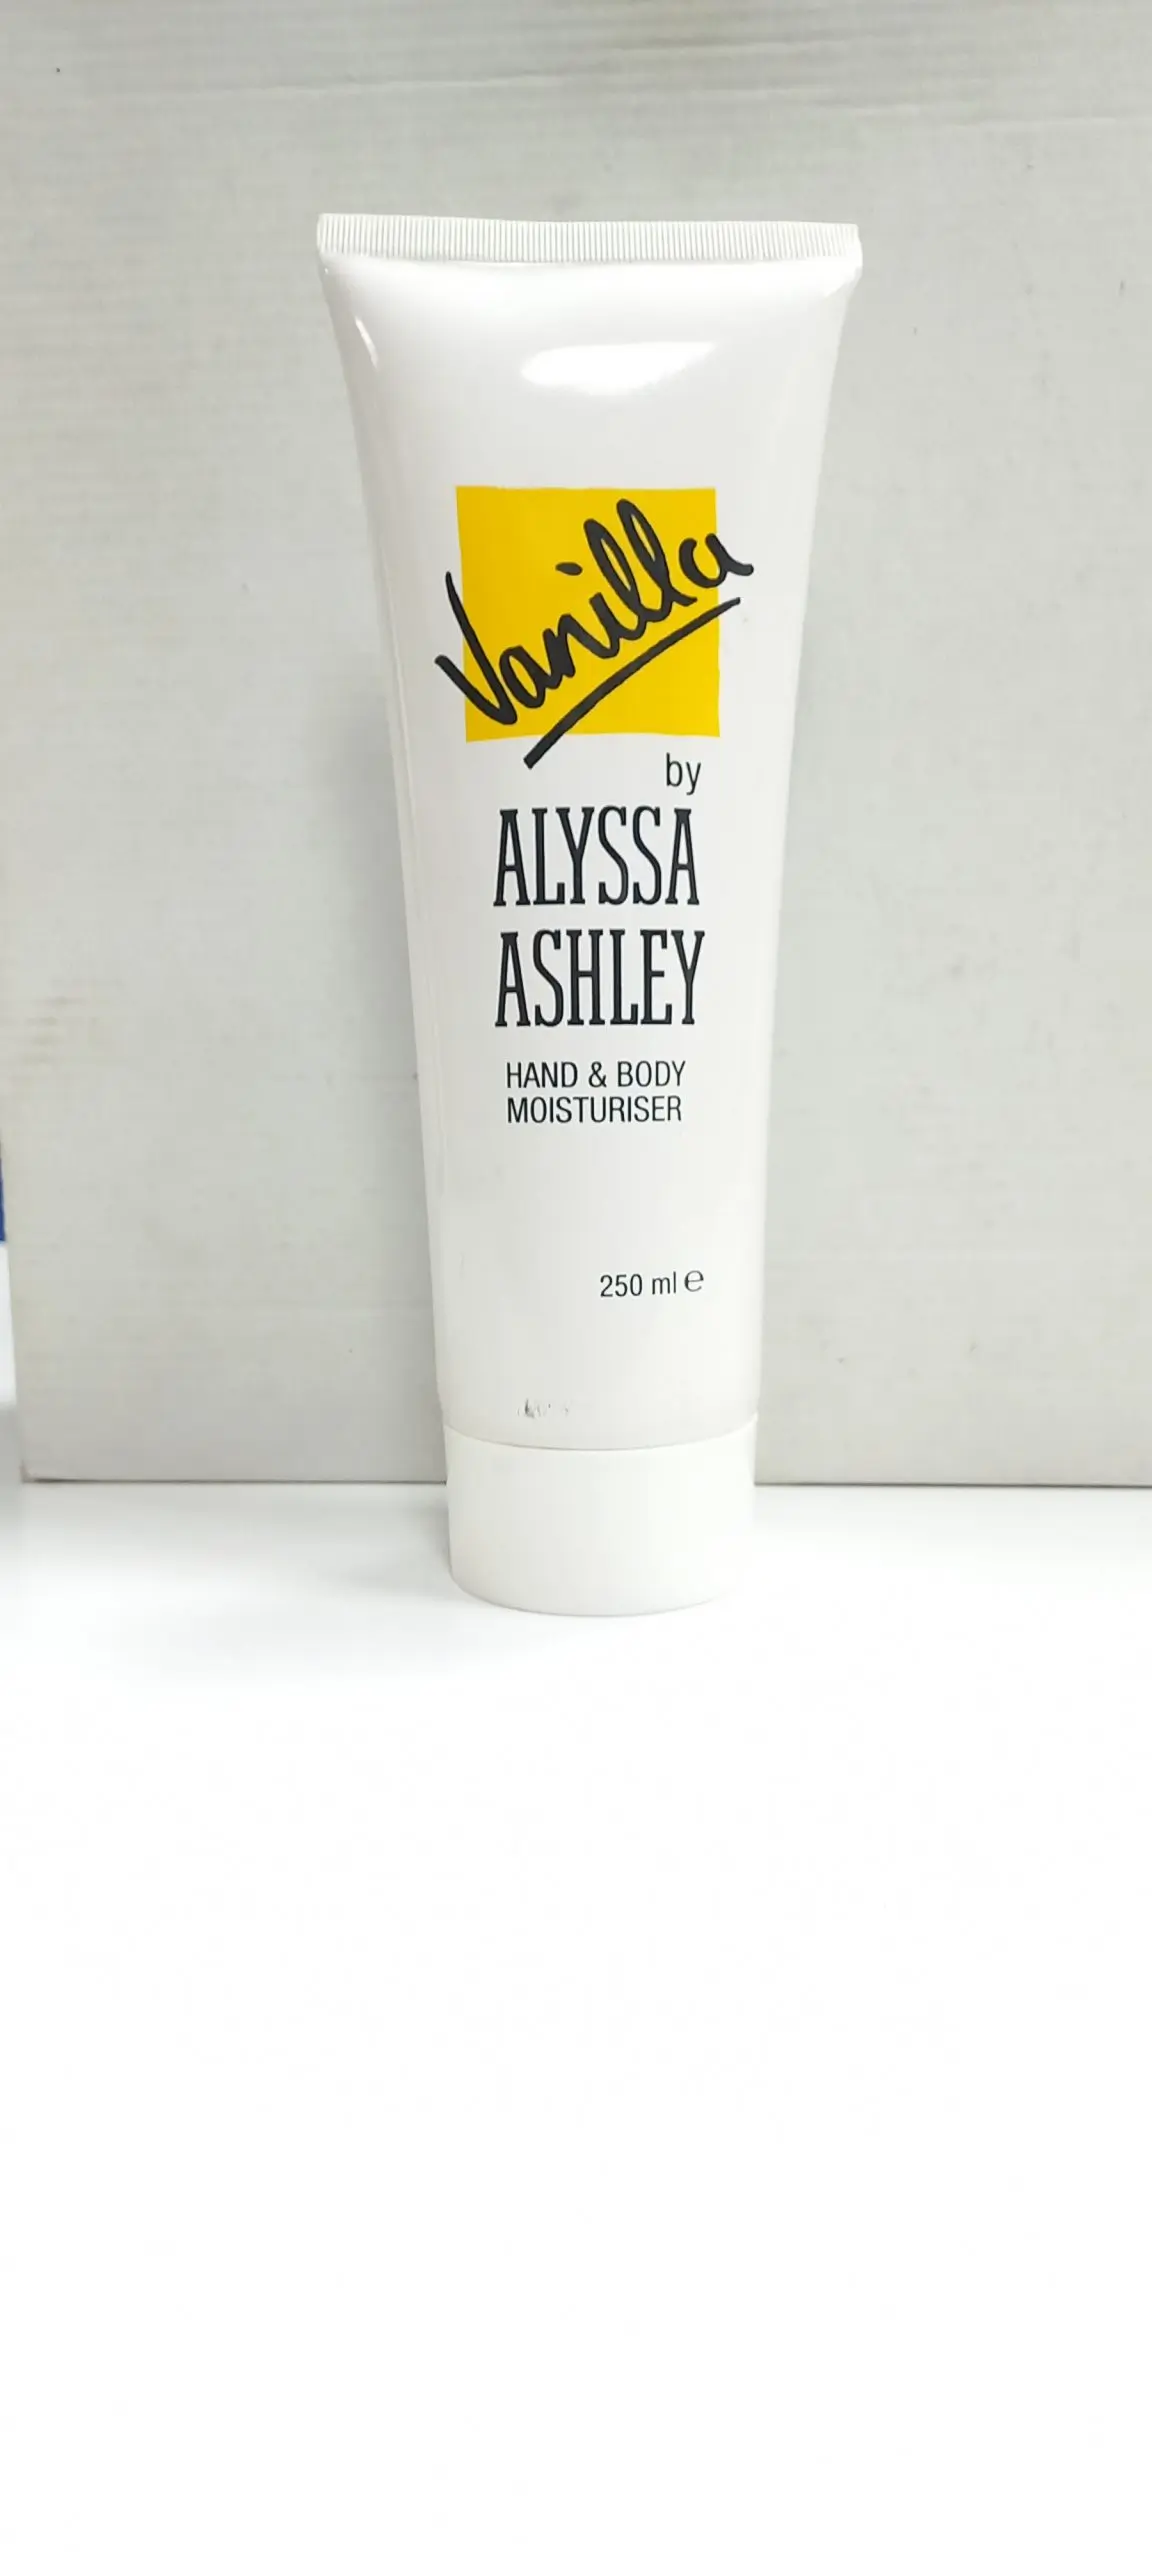 Vanilla
by
ALYSSA
ASHLEY
HAND & BODY
MOISTURISER
250 ml ℮